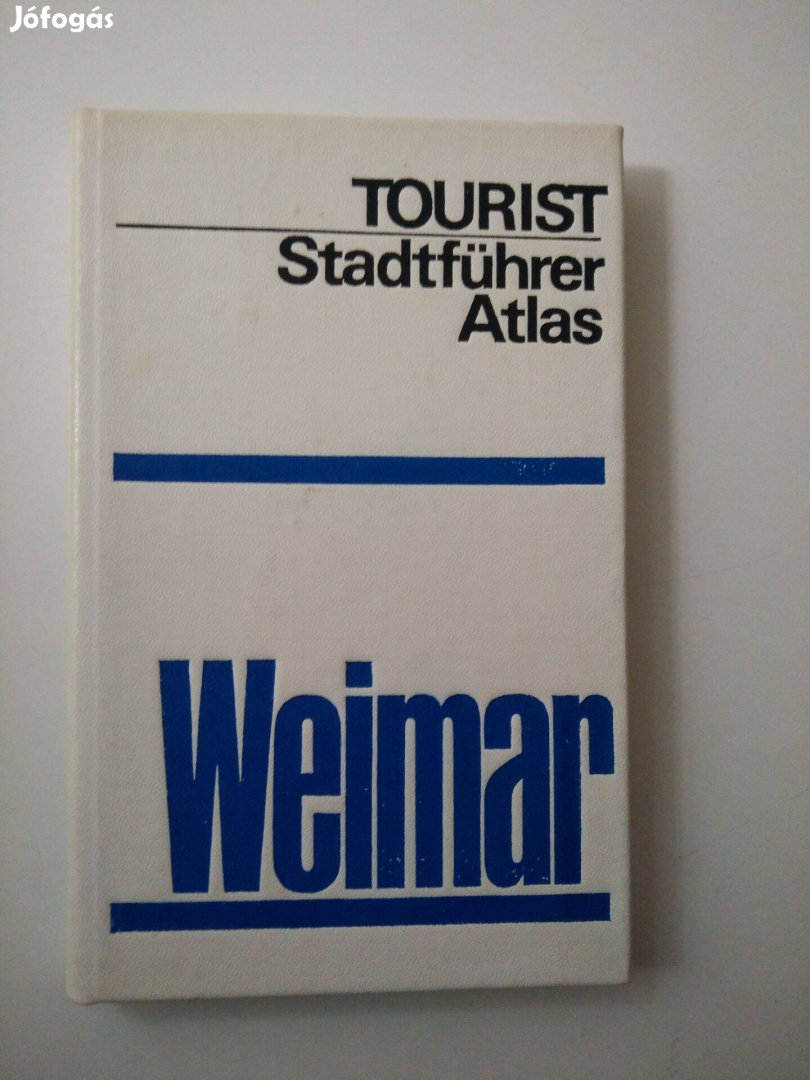 Jófogás
TOURIST
Stadtführer
Atlas
Weimar